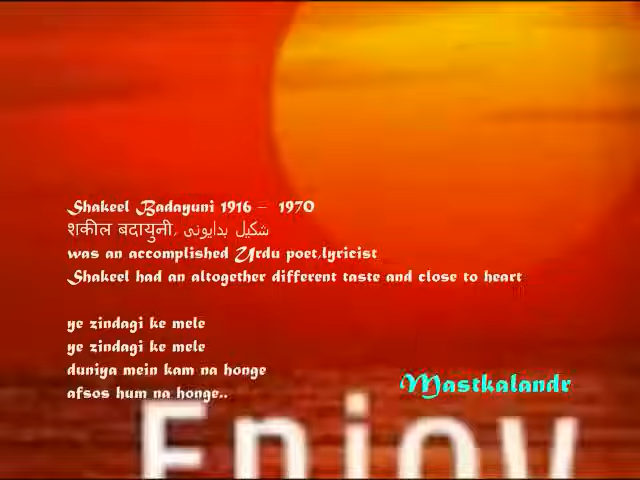 Shakeel Badayuni 1916 – 1970
शकील बदायुनी, شکیل بدایونی
was an accomplished Urdu poet,lyricist
Shakeel had an altogether different taste and close to heart
ye zindagi ke mele
ye zindagi ke mele
duniya mein kam na honge
afsos hum na honge..
Mastkalandr
Enjoy